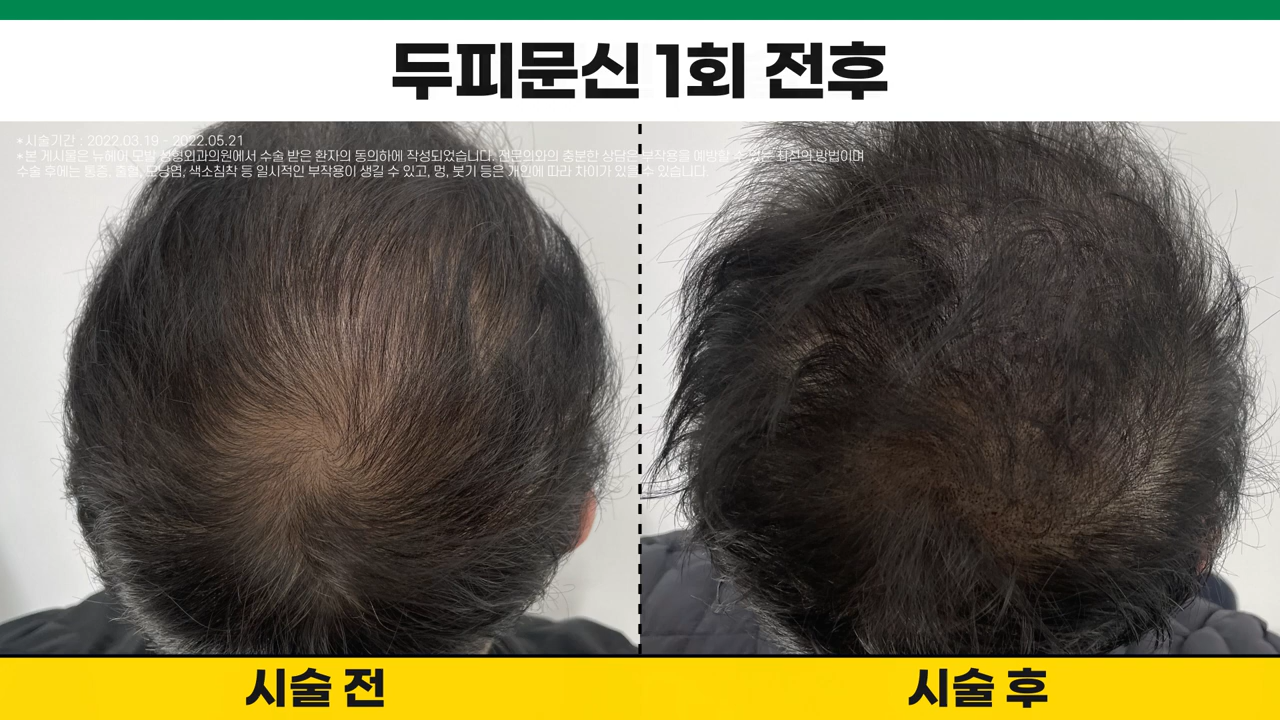 두피문신 1회 전후
*시술기간 : 2022.03.19 - 2022.05.21
*본 게시물은 뉴헤어 모발 성형외과의원에서 수술 받은 환자의 동의하에 작성되었습니다. 전문의와의 충분한 상담은 부작용을 예방할 수 있는 최선의 방법이며
수술 후에는 통증, 출혈, 모낭염, 색소침착 등 일시적인 부작용이 생길 수 있고, 멍, 붓기 등은 개인에 따라 차이가 있을 수 있습니다.
시술 전
시술 후